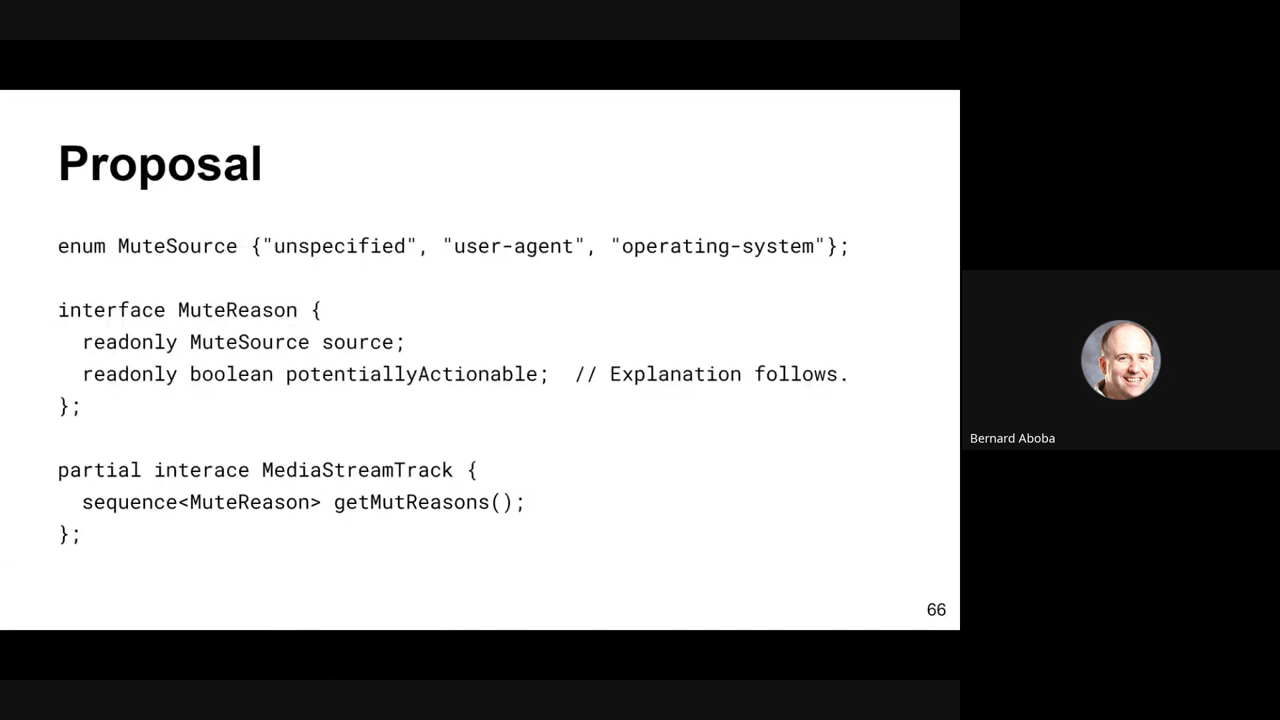 Proposal
enum MuteSource {"unspecified", "user-agent", "operating-system"};
interface MuteReason {
readonly MuteSource source;
readonly boolean potentiallyActionable; // Explanation follows.
};
partial interace MediaStreamTrack {
sequence<MuteReason> getMutReasons();
};
66
Bernard Aboba